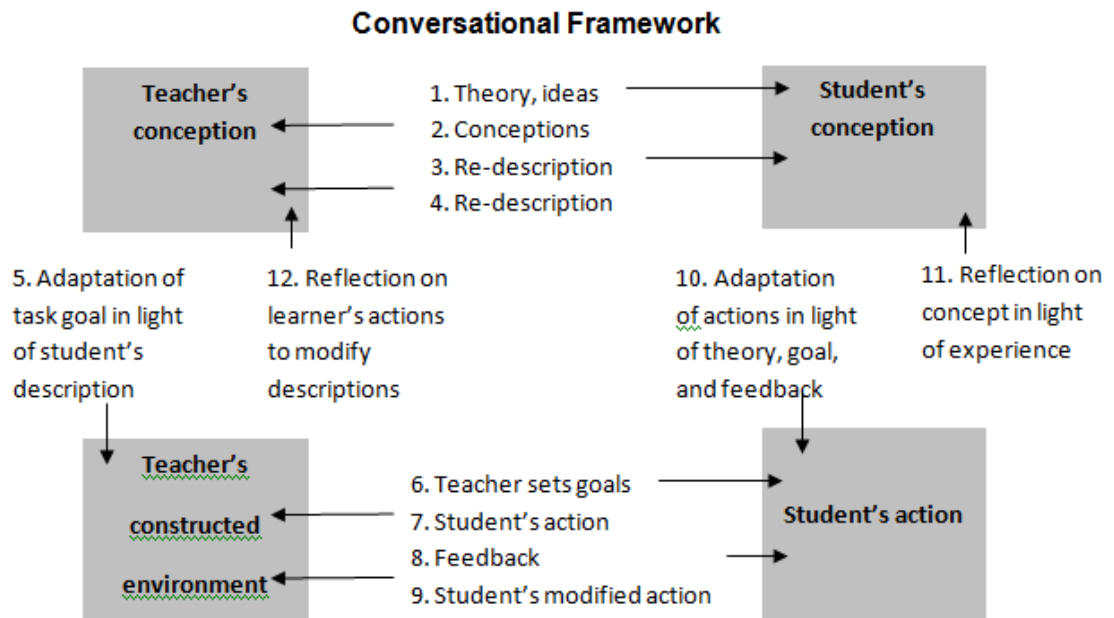 Conversational Framework
Teacher's
conception
1. Theory, ideas
2. Conceptions
3. Re-description
4. Re-description
Student's
conception
5. Adaptation of
task goal in light
of student's
description
12. Reflection on
learner's actions
to modify
descriptions
10. Adaptation
of actions in light
of theory, goal,
and feedback
11. Reflection on
concept in light
of experience
Teacher's
constructed
environment
6. Teacher sets goals
7. Student's action
8. Feedback
9. Student's modified action
Student's action